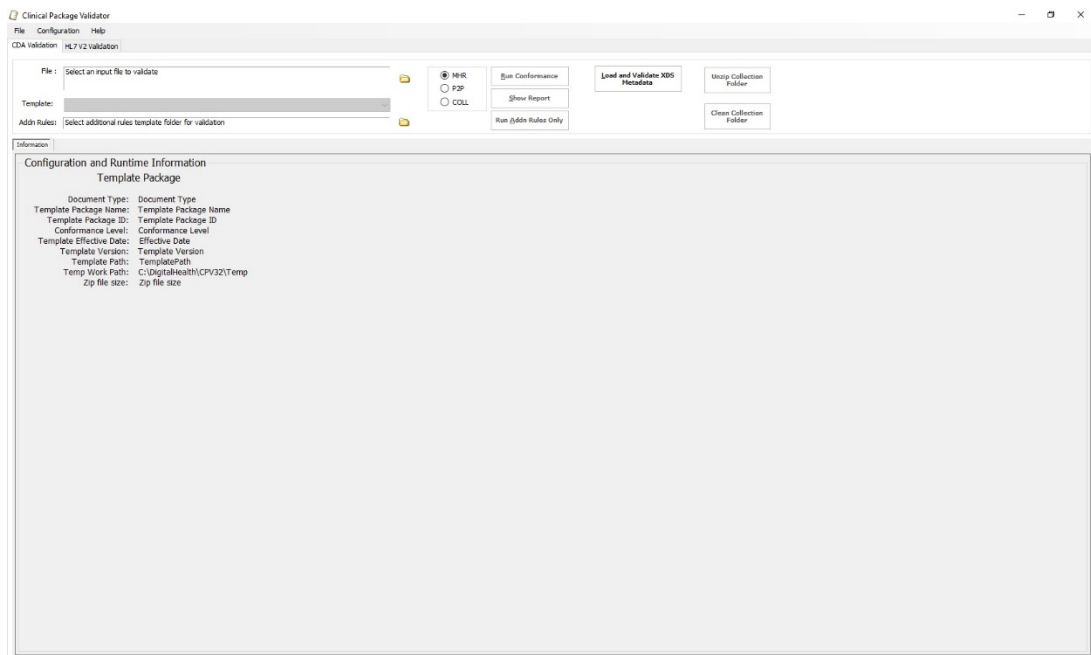 Clinical Package Validator
File Configuration Help
CDA Validation HL7 V2 Validation
File : Select an input file to validate
Template:
Addn Rules: Select additional rules template folder for validation
MHR
P2P
COLL
Run Conformance
Show Report
Run Addn Rules Only
Load and Validate XDS
Metadata
Unzip Collection
Folder
Clean Collection
Folder
Information
Configuration and Runtime Information
Template Package
Document Type: Document Type
Template Package Name: Template Package Name
Template Package ID: Template Package ID
Conformance Level: Conformance Level
Template Effective Date: Effective Date
Template Version: Template Version
Template Path: TemplatePath
Temp Work Path: C:\DigitalHealth\CPV32\Temp
Zip file size: Zip file size